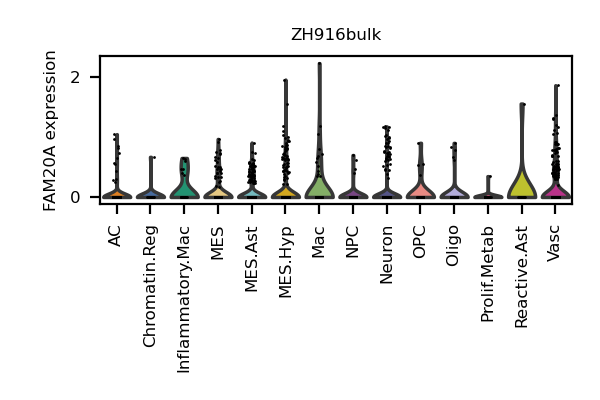 ZH916bulk
FAM20A expression
2
0
AC
Chromatin.Reg
Inflammatory.Mac
MES
MES.Ast
MES.Hyp
Mac
NPC
Neuron
OPC
Oligo
Prolif.Metab
Reactive.Ast
Vasc